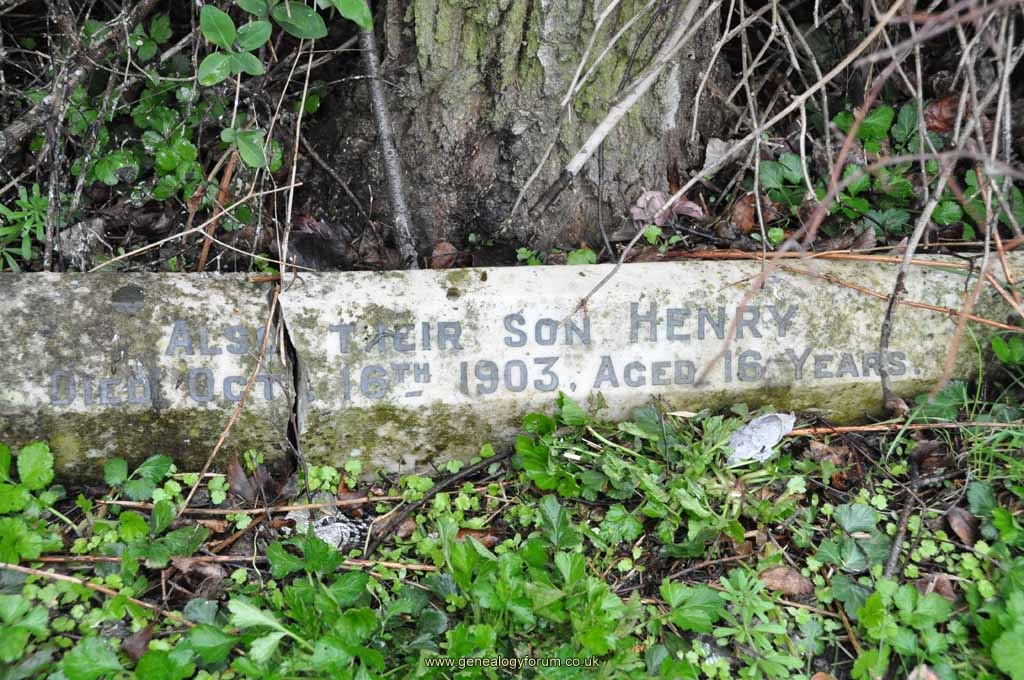 Also their son Henry
Died Oct. 16th 1903, Aged 16 Years.
www.genealogyforum.co.uk